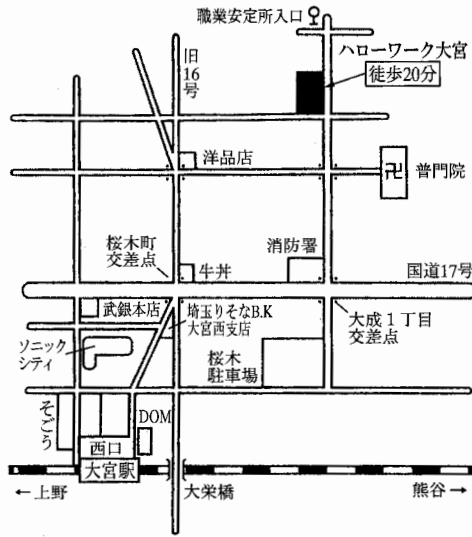 職業安定所入口
ハローワーク大宮
徒歩20分
旧16号
洋品店
卍
普門院
桜木町
交差点
牛丼
消防署
国道17号
武銀本店
埼玉りそなB.K
大宮西支店
大成1丁目
交差点
ソニック
シティ
桜木
駐車場
そごう
DOM
西口
大宮駅
←上野
大栄橋
熊谷→